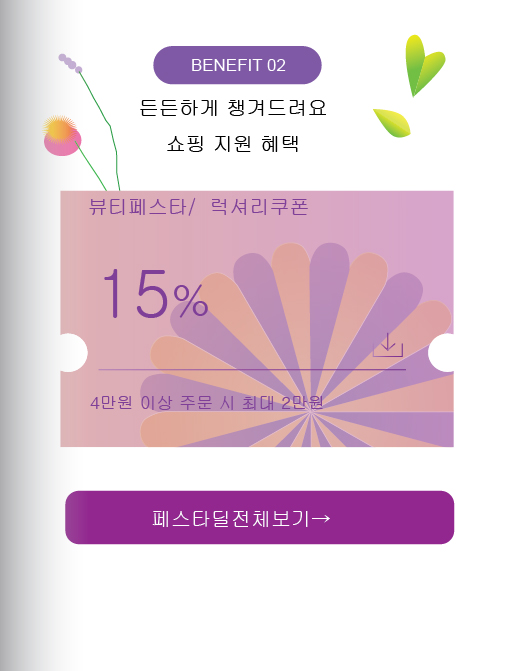 BENEFIT 02
든든하게 챙겨드려요
쇼핑 지원 혜택
뷰티페스타/ 럭셔리쿠폰
15%
4만원 이상 주문 시 최대 2만원
페스타딜전체보기→